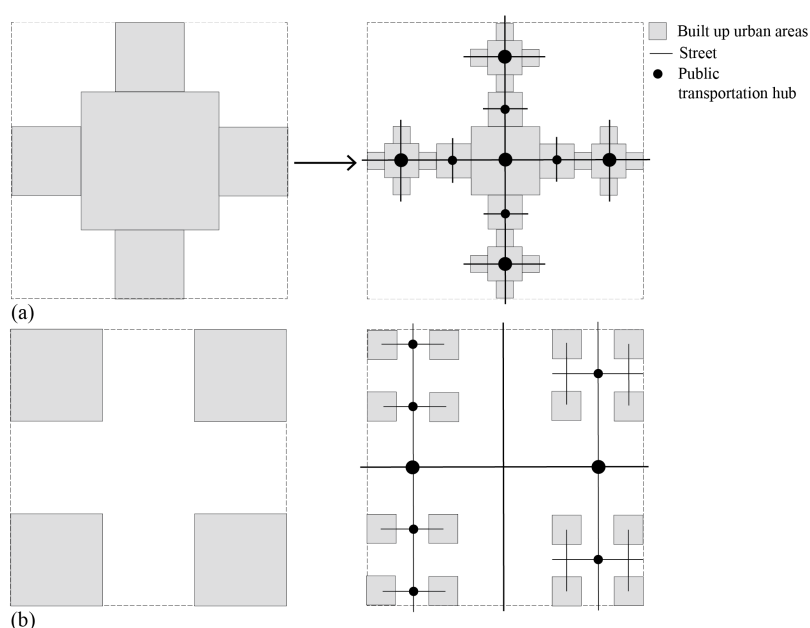 Built up urban areas
Street
Public
transportation hub
(a)
(b)